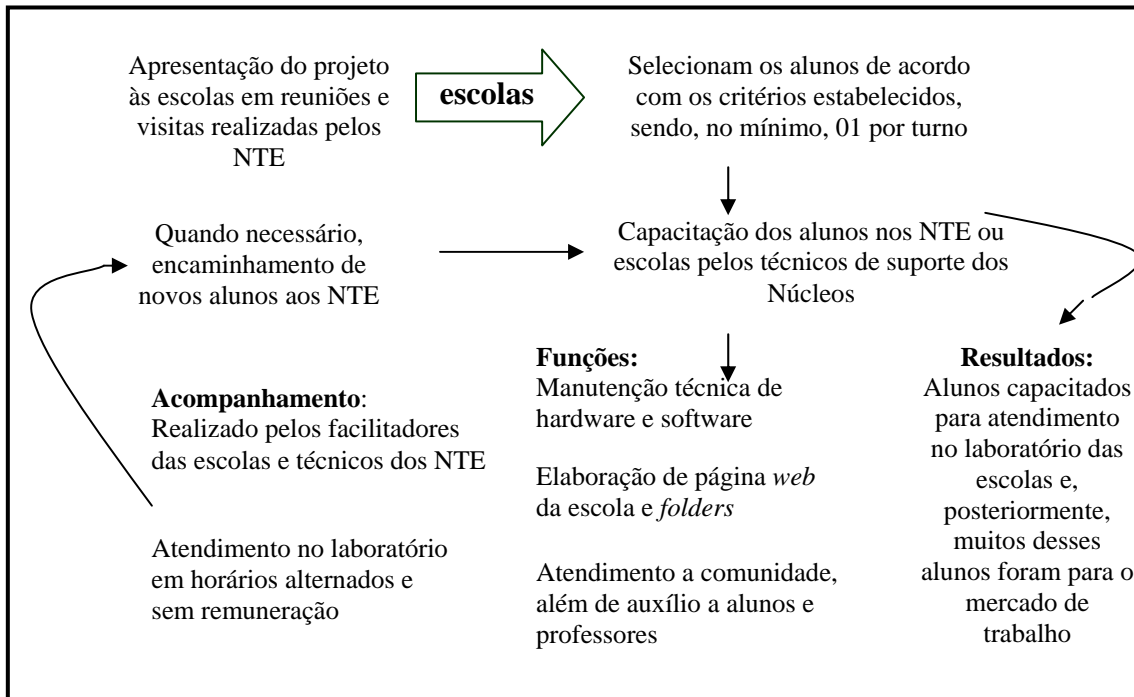 Apresentação do projeto
às escolas em reuniões e
visitas realizadas pelos
NTE
escolas
Selecionam os alunos de acordo
com os critérios estabelecidos,
sendo, no mínimo, 01 por turno
Quando necessário,
encaminhamento de
novos alunos aos NTE
Capacitação dos alunos nos NTE ou
escolas pelos técnicos de suporte dos
Núcleos
Acompanhamento:
Realizado pelos facilitadores
das escolas e técnicos dos NTE
Atendimento no laboratório
em horários alternados e
sem remuneração
Funções:
Manutenção técnica de
hardware e software
Elaboração de página web
da escola e folders
Atendimento a comunidade,
além de auxílio a alunos e
professores
Resultados:
Alunos capacitados
para atendimento
no laboratório das
escolas e,
posteriormente,
muitos desses
alunos foram para o
mercado de
trabalho